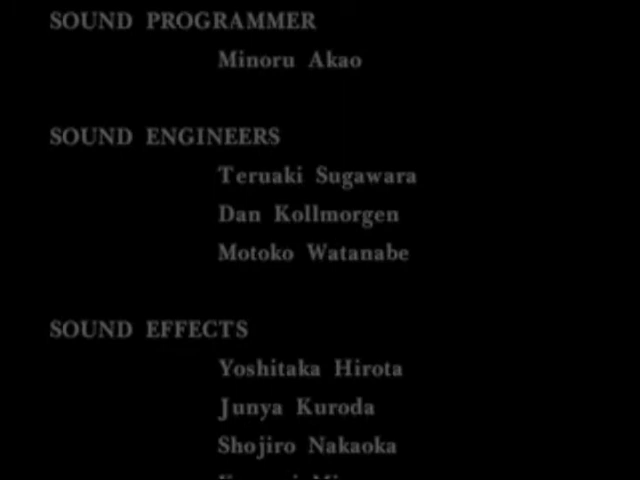 SOUND PROGRAMMER
Minoru Akao
SOUND ENGINEERS
Teruaki Sugawara
Dan Kollmorgen
Motoko Watanabe
SOUND EFFECTS
Yoshitaka Hirota
Junya Kuroda
Shojiro Nakaoka